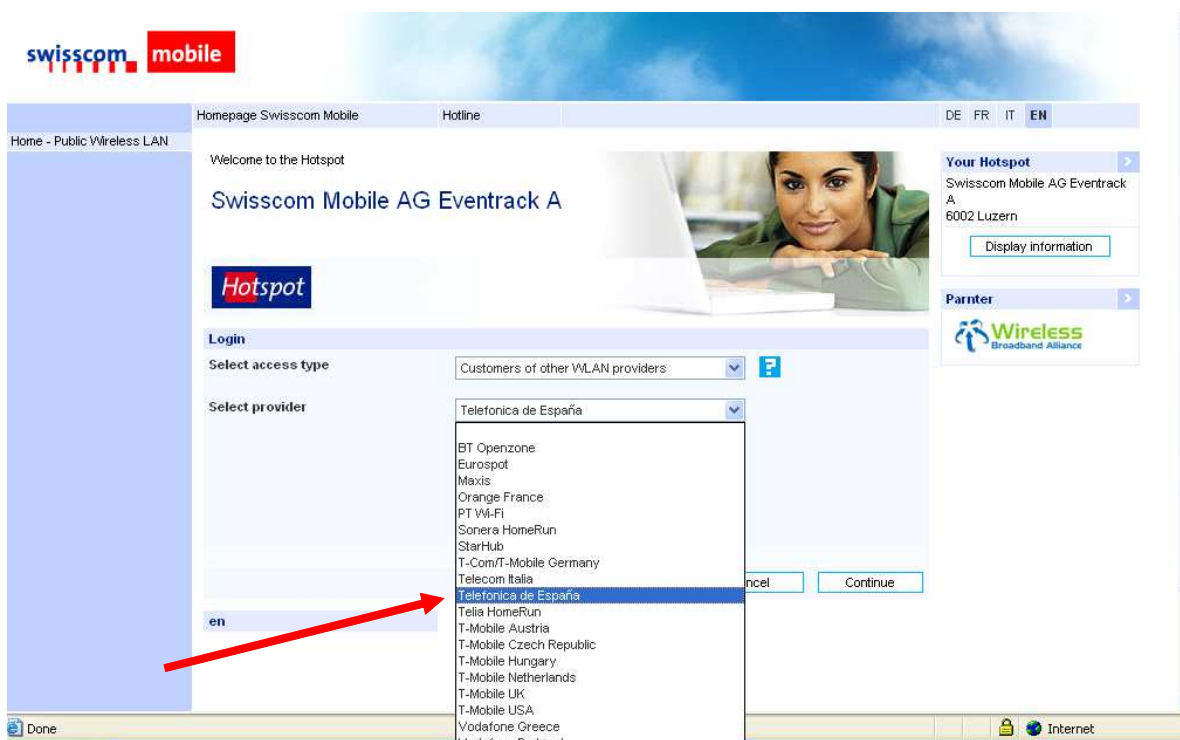 swisscom mobile
Homepage Swisscom Mobile
Hotline
DE FR IT EN
Home - Public Wireless LAN
Welcome to the Hotspot
Swisscom Mobile AG Eventrack A
Hotspot
Your Hotspot
Swisscom Mobile AG Eventrack
A
6002 Luzern
Display information
Parnter
Wireless
Broadband Alliance
Login
Select access type
Customers of other WLAN providers
?
Select provider
Telefonica de España
BT Openzone
Eurospot
Maxis
Orange France
PT Wi-Fi
Sonera HomeRun
StarHub
T-Com/T-Mobile Germany
Telecom Italia
Telefonica de España
Telia HomeRun
T-Mobile Austria
T-Mobile Czech Republic
T-Mobile Hungary
T-Mobile Netherlands
T-Mobile UK
T-Mobile USA
Vodafone Greece
ncel
Continue
en
Done
Internet